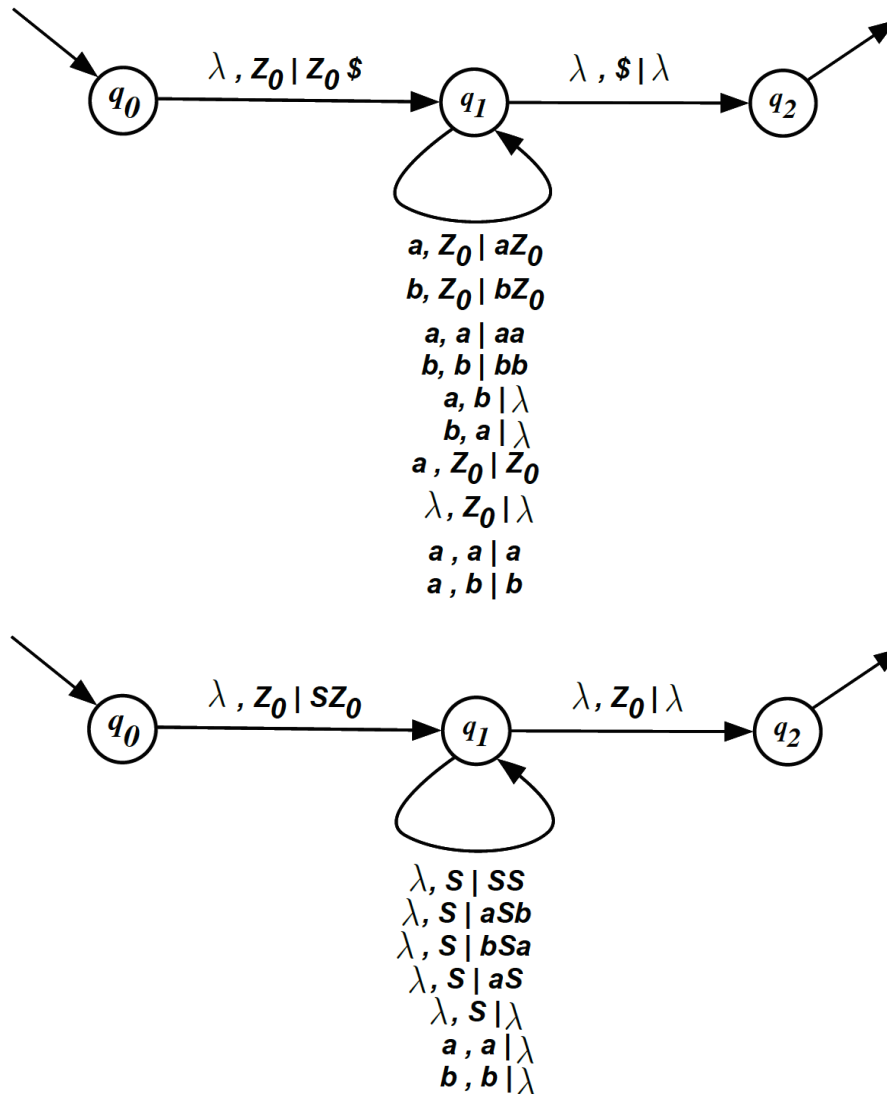 λ , Z0 | Z0 $ λ , $ | λ
q0 q1 q2
a, Z0 | aZ0
b, Z0 | bZ0
a, a | aa
b, b | bb
a, b | λ
b, a | λ
a , Z0 | Z0
λ, Z0 | λ
a , a | a
a , b | b
λ , Z0 | SZ0 λ, Z0 | λ
q0 q1 q2
λ, S | SS
λ, S | aSb
λ, S | bSa
λ, S | aS
λ, S | λ
a , a | λ
b , b | λ